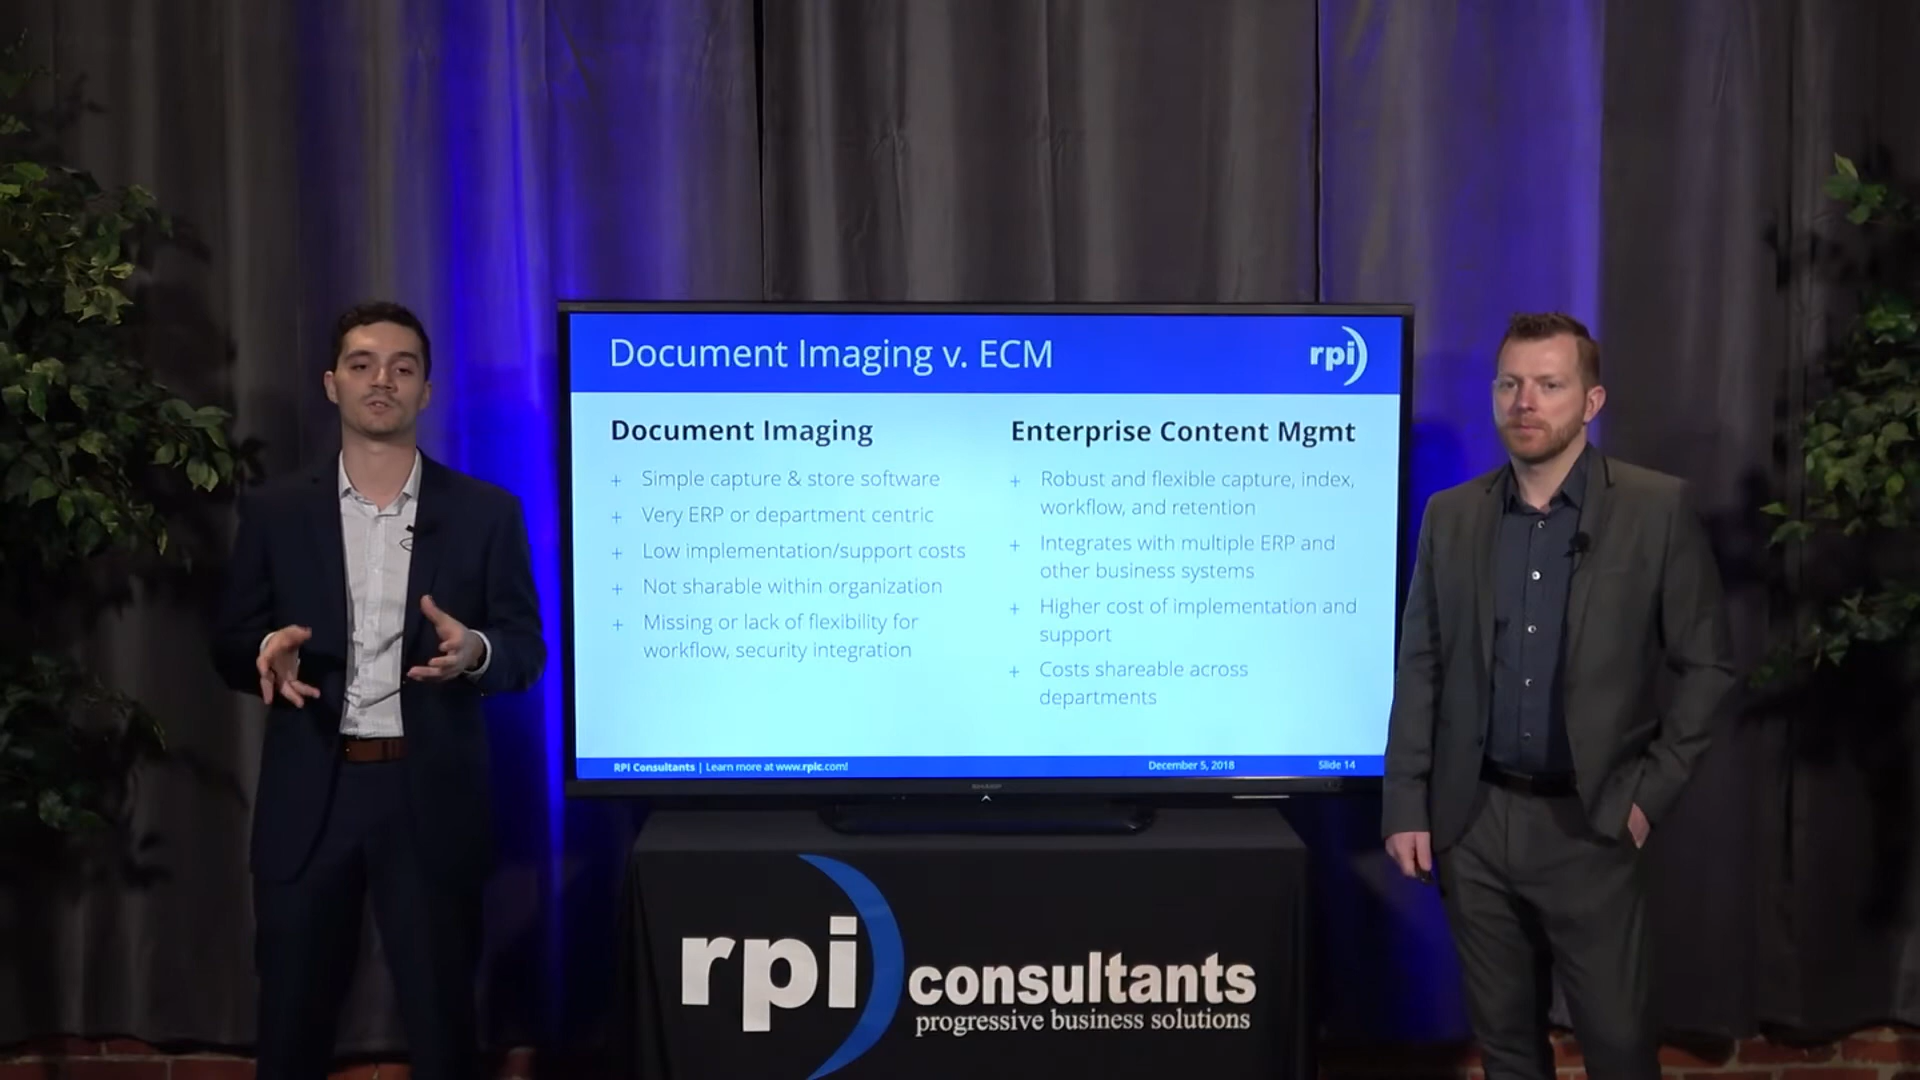 Document Imaging v. ECM
rpi
Document Imaging
+ Simple capture & store software
+ Very ERP or department centric
+ Low implementation/support costs
+ Not sharable within organization
+ Missing or lack of flexibility for
workflow, security integration
Enterprise Content Mgmt
+ Robust and flexible capture, index,
workflow, and retention
+ Integrates with multiple ERP and
other business systems
+ Higher cost of implementation and
support
+ Costs shareable across
departments
RPI Consultants | Learn more at www.rpic.com!
December 5, 2018
Slide 14
SHARP
rpi consultants
progressive business solutions